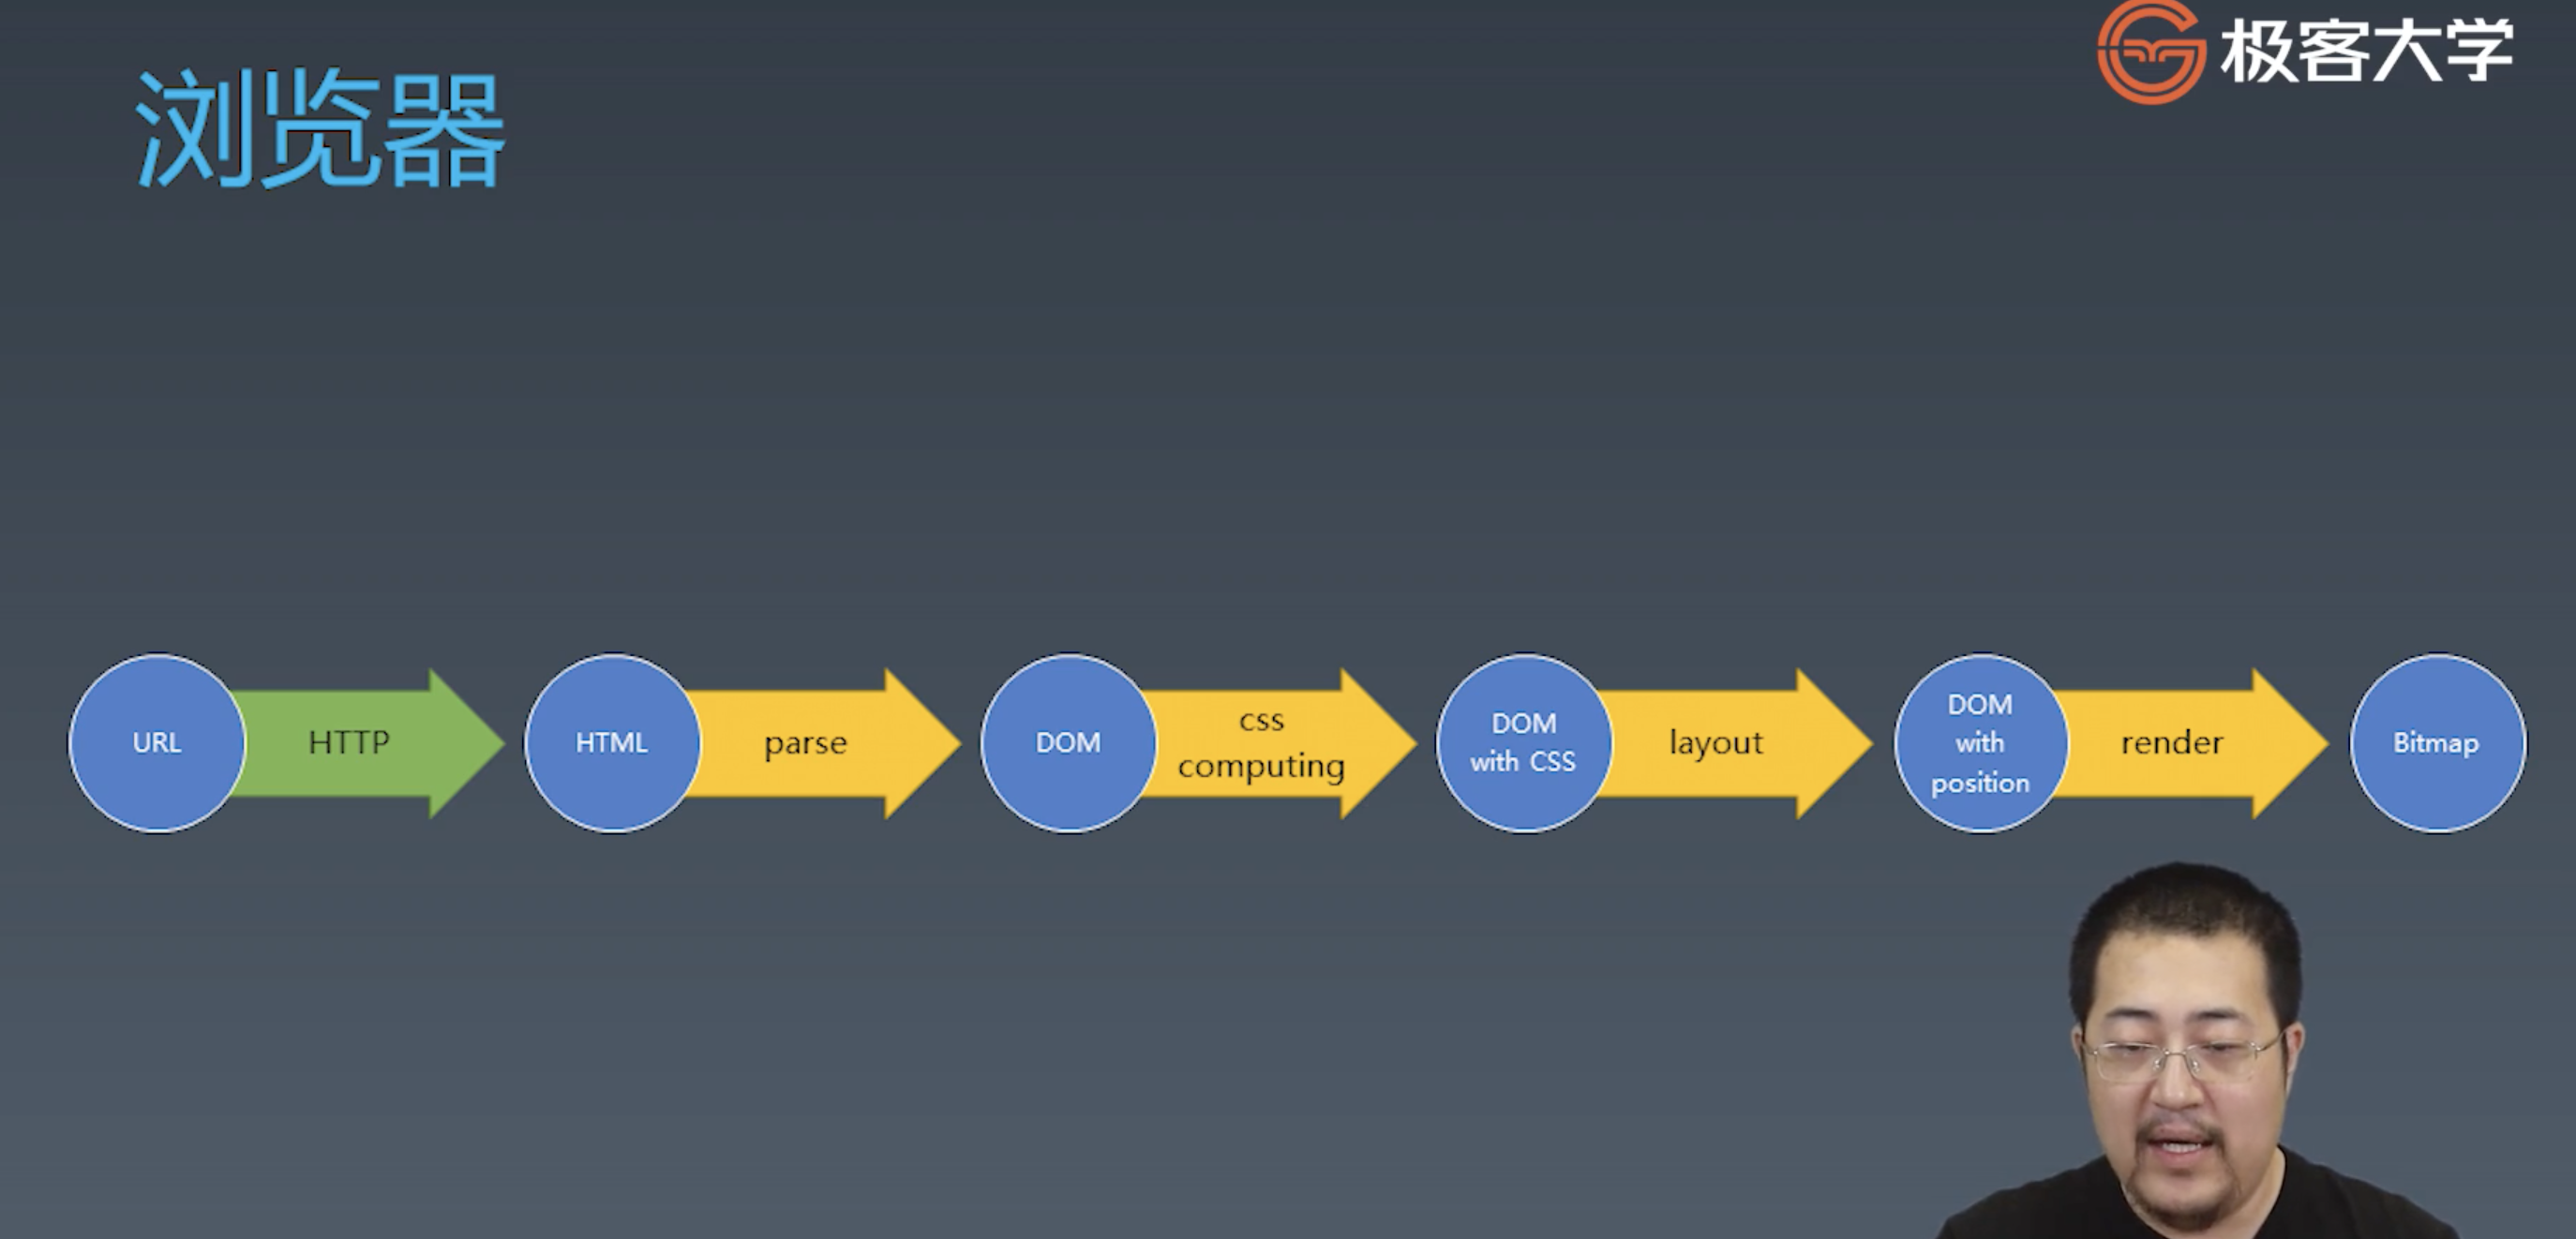 极客大学
浏览器
URL
HTTP
HTML
parse
DOM
css
computing
DOM
with CSS
layout
DOM
with
position
render
Bitmap